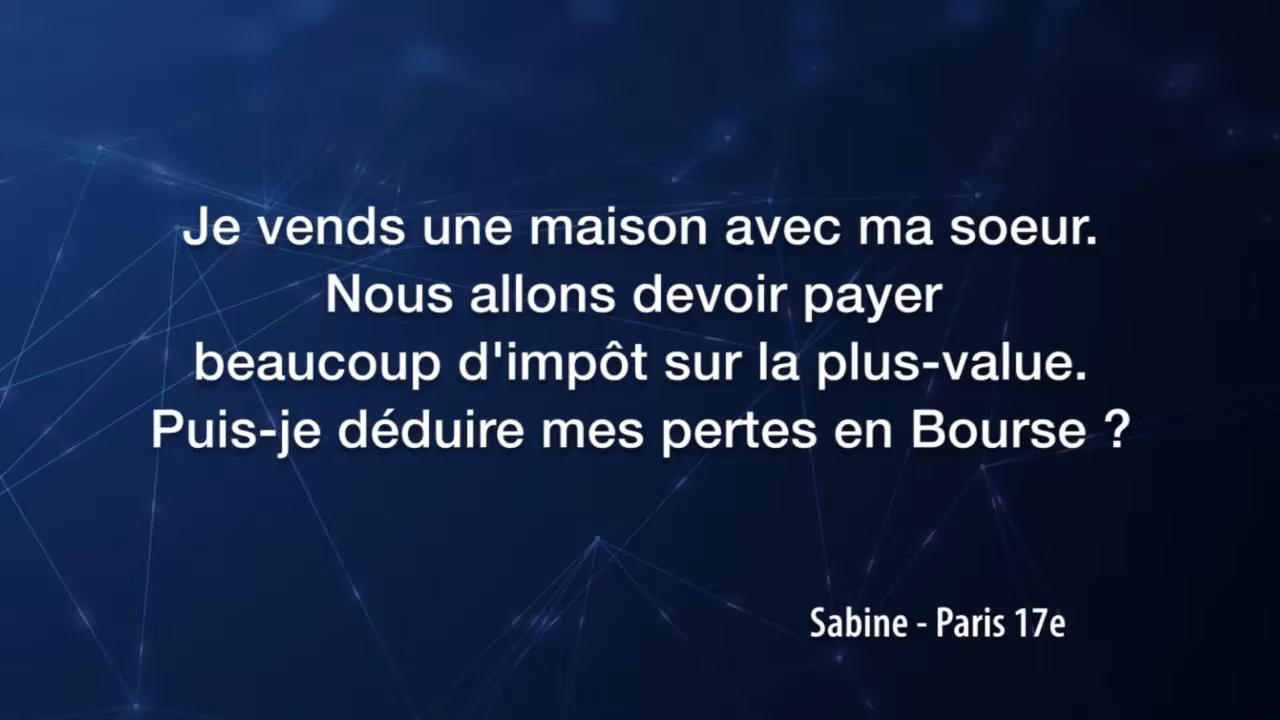 Je vends une maison avec ma soeur.
Nous allons devoir payer
beaucoup d'impôt sur la plus-value.
Puis-je déduire mes pertes en Bourse ?
Sabine - Paris 17e